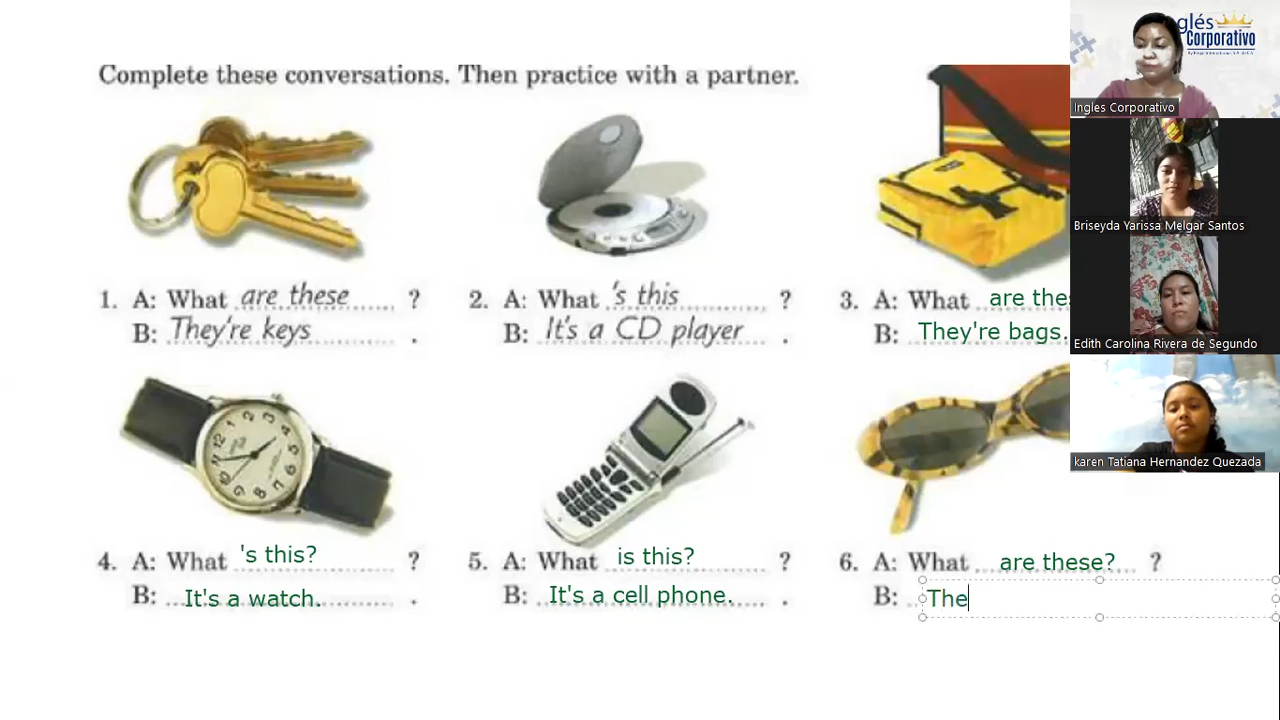 glés
Corporativo
Ingles Corporativo
Briseyda Yarissa Melgar Santos
Edith Carolina Rivera de Segundo
karen Tatiana Hernandez Quezada
Complete these conversations. Then practice with a partner.
1. A: What are these ?
B: They're keys .
2. A: What 's this ?
B: It's a CD player .
3. A: What are thes
B: They're bags.
4. A: What 's this? ?
B: It's a watch. .
5. A: What is this? ?
B: It's a cell phone. .
6. A: What are these? ?
B: The